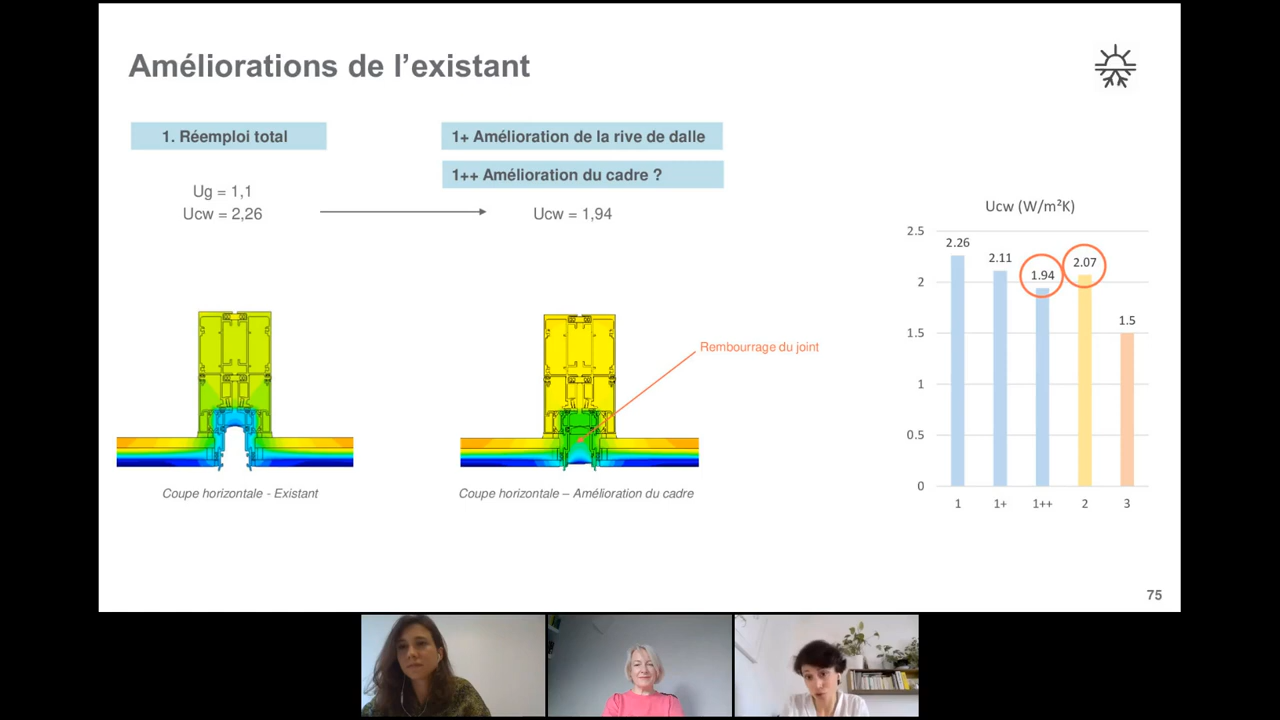 Améliorations de l'existant
1. Réemploi total
1+ Amélioration de la rive de dalle
1++ Amélioration du cadre ?
Ug = 1,1
Ucw = 2,26
Ucw = 1,94
Rembourrage du joint
Coupe horizontale - Existant
Coupe horizontale – Amélioration du cadre
Ucw (W/m²K)
2.5
2
1.5
1
0.5
0
2.26
2.11
1.94
2.07
1.5
1
1+
1++
2
3
75